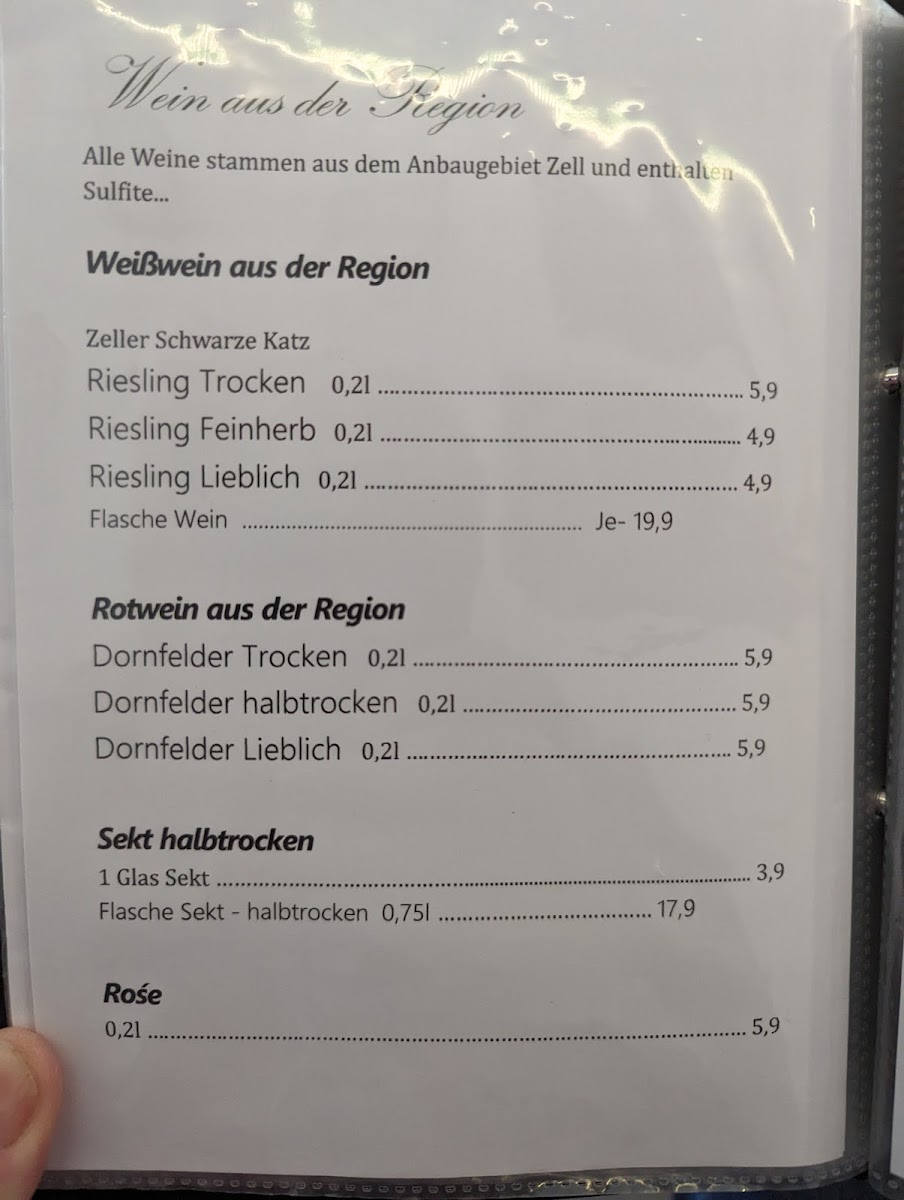 Wein aus der Region
Alle Weine stammen aus dem Anbaugebiet Zell und enthalten
Sulfite...
Weißwein aus der Region
Zeller Schwarze Katz
Riesling Trocken 0,2l ................................................................ 5,9
Riesling Feinherb 0,2l ................................................................ 4,9
Riesling Lieblich 0,2l ................................................................ 4,9
Flasche Wein ................................................................ Je- 19,9
Rotwein aus der Region
Dornfelder Trocken 0,2l ........................................................ 5,9
Dornfelder halbtrocken 0,2l ................................................ 5,9
Dornfelder Lieblich 0,2l ........................................................ 5,9
Sekt halbtrocken
1 Glas Sekt ................................................................................ 3,9
Flasche Sekt - halbtrocken 0,75l .................................... 17,9
Rośe
0,2l ................................................................................................ 5,9